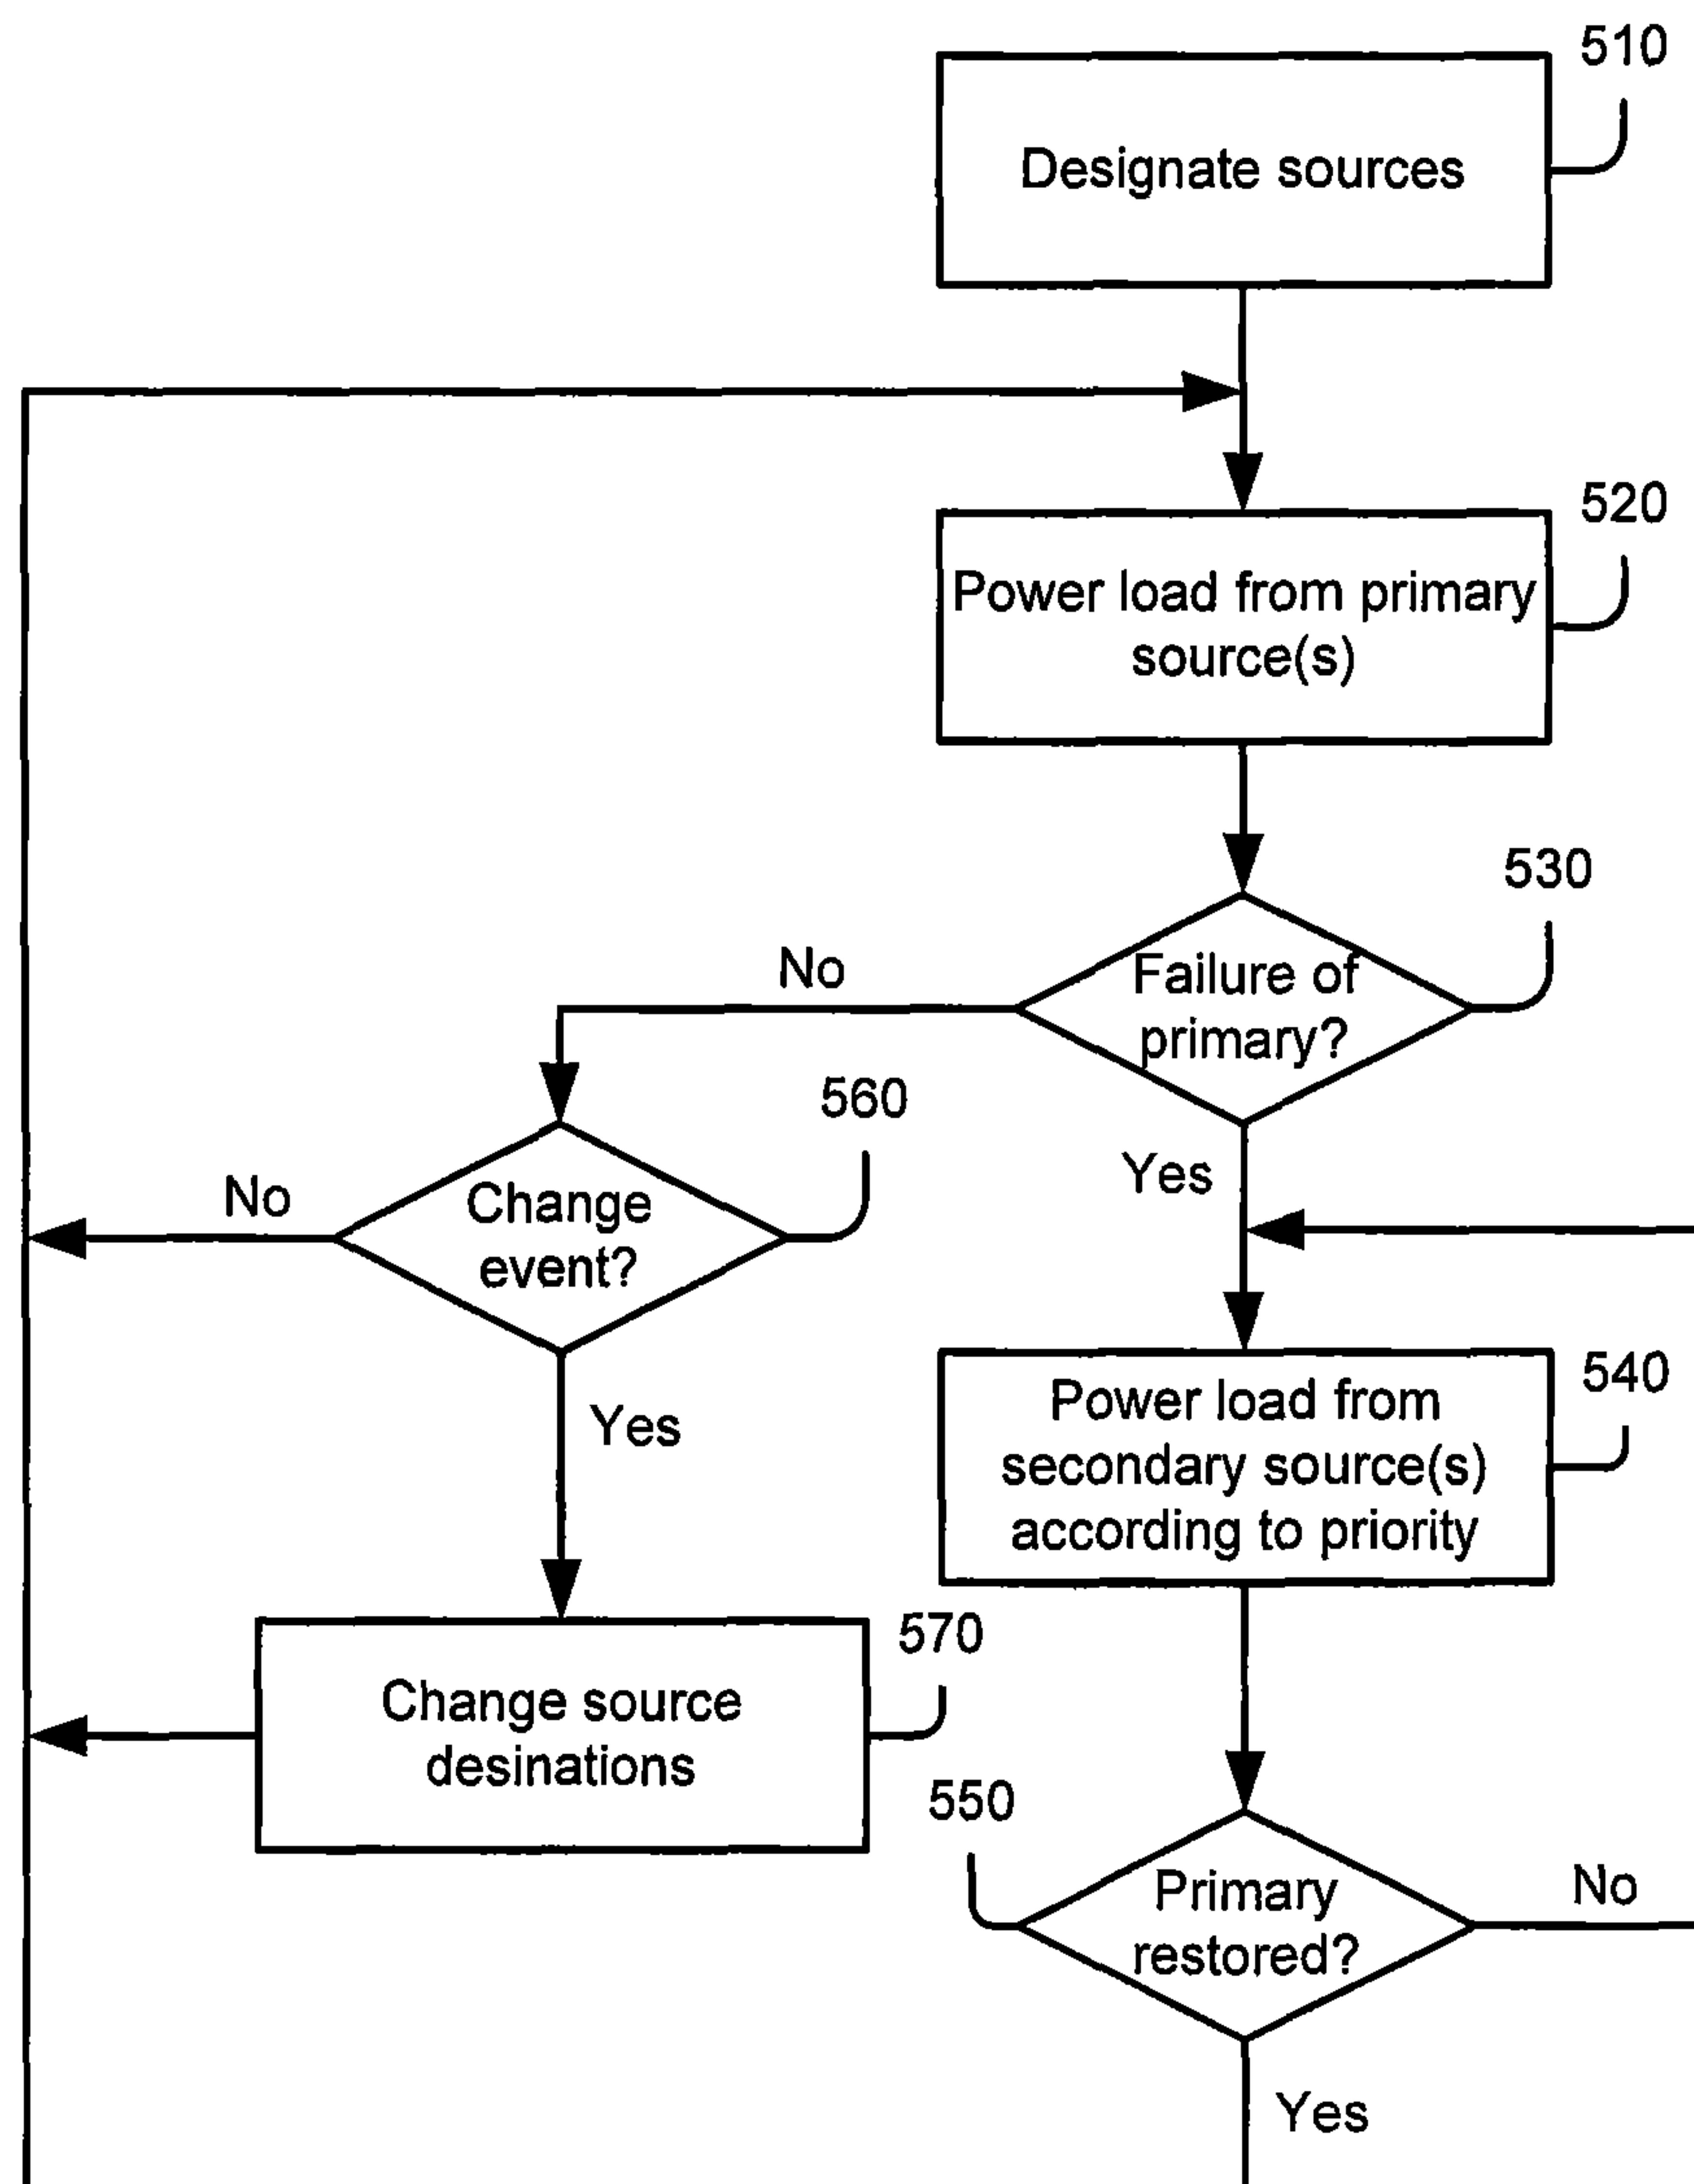 510
Designate sources
520
Power load from primary
source(s)
530
Failure of
primary?
No
Yes
560
Change
event?
No
Yes
540
Power load from
secondary source(s)
according to priority
570
Change source
desinations
550
Primary
restored?
No
Yes